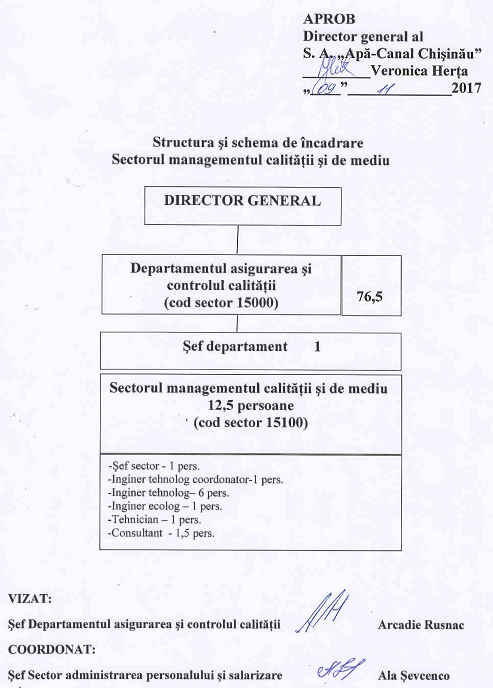 APROB
Director general al
S. A. „Apă-Canal Chişinău”
Veronica Herţa
„09” 11 2017
Structura şi schema de încadrare
Sectorul managementul calităţii şi de mediu
DIRECTOR GENERAL
Departamentul asigurarea şi
controlul calităţii
(cod sector 15000)
76,5
Şef departament 1
Sectorul managementul calităţii şi de mediu
12,5 persoane
(cod sector 15100)
-Şef sector - 1 pers.
-Inginer tehnolog coordonator-1 pers.
-Inginer tehnolog– 6 pers.
-Inginer ecolog – 1 pers.
-Tehnician – 1 pers.
-Consultant - 1,5 pers.
VIZAT:
Şef Departamentul asigurarea şi controlul calităţii Arcadie Rusnac
COORDONAT:
Şef Sector administrarea personalului şi salarizare Ala Şevcenco